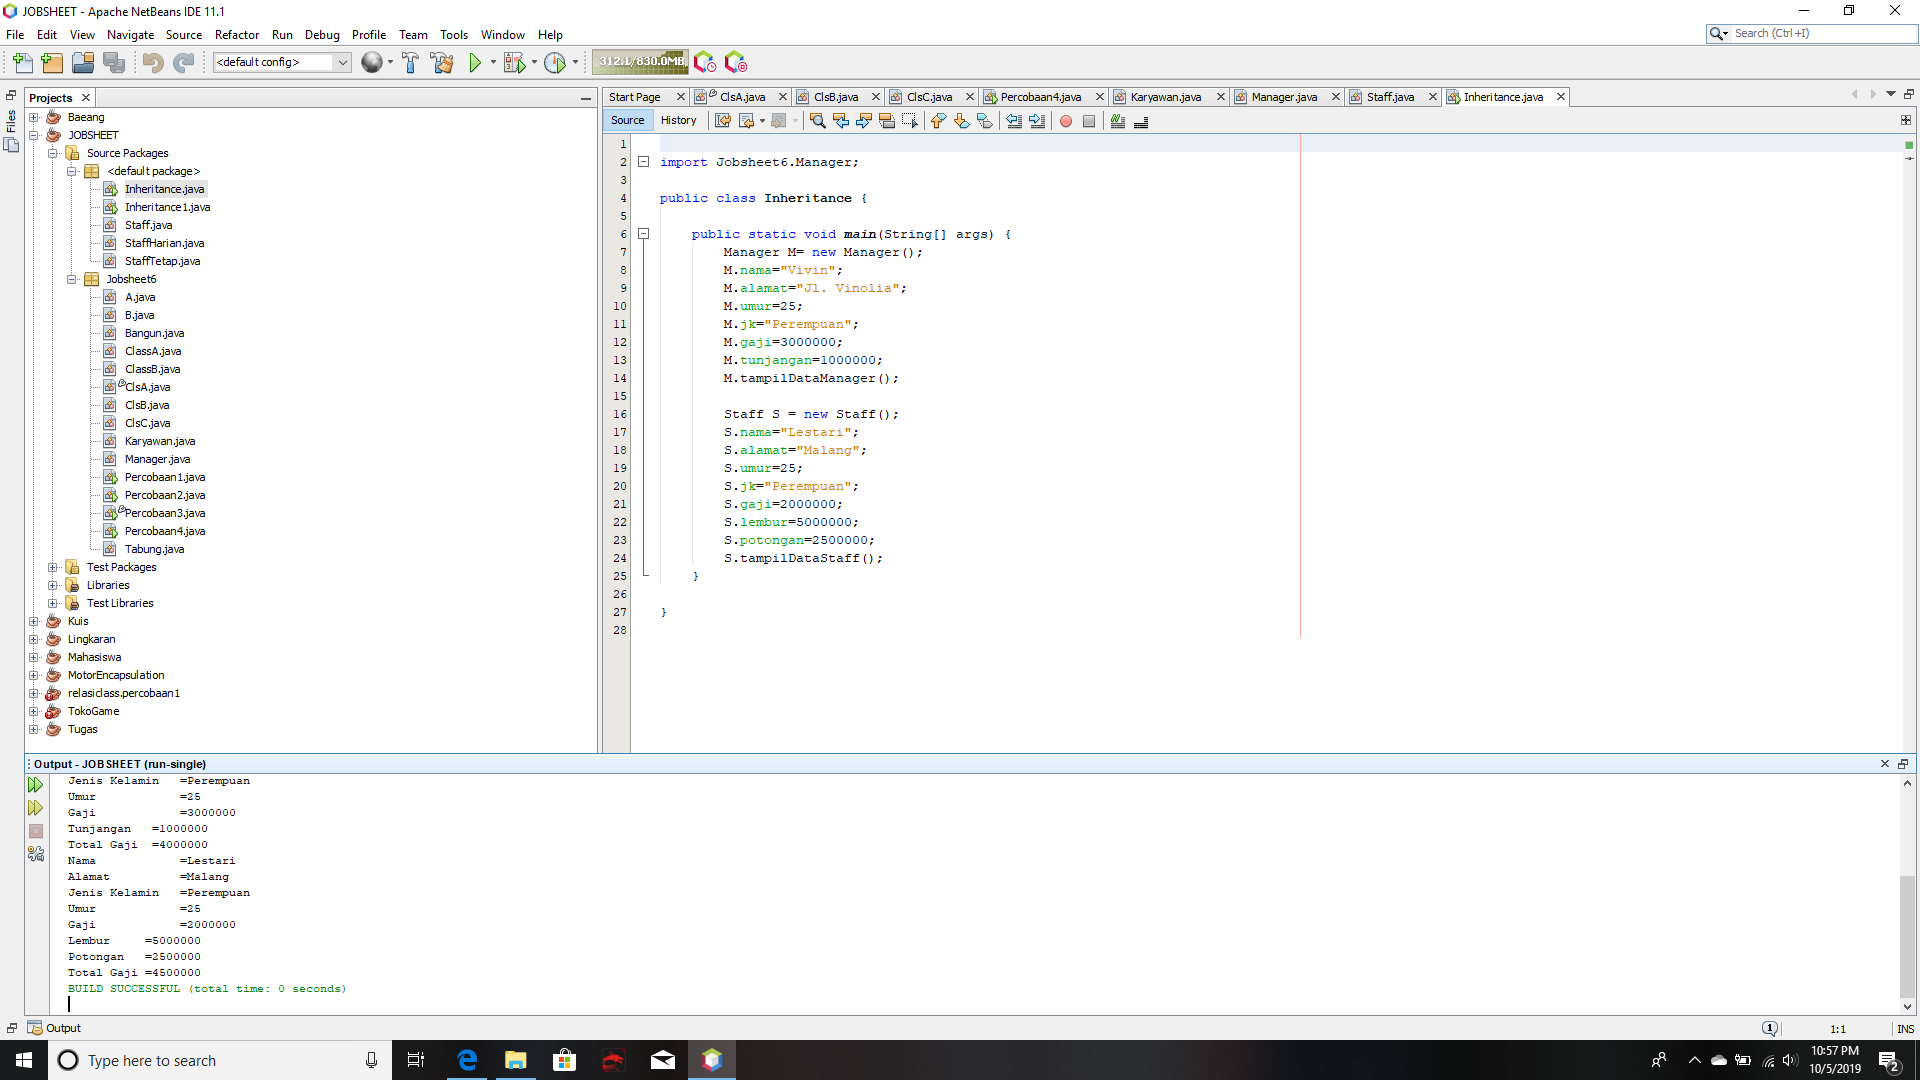 JOBSHEET - Apache NetBeans IDE 11.1
File Edit View Navigate Source Refactor Run Debug Profile Team Tools Window Help
Search (Ctrl+I)
<default config>
312.1/830.0MB
Files
Projects
Baeang
JOBSHEET
Source Packages
<default package>
Inheritance.java
Inheritance1.java
Staff.java
StaffHarian.java
StaffTetap.java
Jobsheet6
A.java
B.java
Bangun.java
ClassA.java
ClassB.java
ClsA.java
ClsB.java
ClsC.java
Karyawan.java
Manager.java
Percobaan1.java
Percobaan2.java
Percobaan3.java
Percobaan4.java
Tabung.java
Test Packages
Libraries
Test Libraries
Kuis
Lingkaran
Mahasiswa
MotorEncapsulation
relasiclass.percobaan1
TokoGame
Tugas
Start Page ClsA.java ClsB.java ClsC.java Percobaan4.java Karyawan.java Manager.java Staff.java Inheritance.java
Source History
1
2 import Jobsheet6.Manager;
3
4 public class Inheritance {
5
6 public static void main(String[] args) {
7 Manager M= new Manager();
8 M.nama="Vivin";
9 M.alamat="Jl. Vinolia";
10 M.umur=25;
11 M.jk="Perempuan";
12 M.gaji=3000000;
13 M.tunjangan=1000000;
14 M.tampilDataManager();
15
16 Staff S = new Staff();
17 S.nama="Lestari";
18 S.alamat="Malang";
19 S.umur=25;
20 S.jk="Perempuan";
21 S.gaji=2000000;
22 S.lembur=5000000;
23 S.potongan=2500000;
24 S.tampilDataStaff();
25 }
26
27 }
28
Output - JOBSHEET (run-single)
Jenis Kelamin =Perempuan
Umur =25
Gaji =3000000
Tunjangan =1000000
Total Gaji =4000000
Nama =Lestari
Alamat =Malang
Jenis Kelamin =Perempuan
Umur =25
Gaji =2000000
Lembur =5000000
Potongan =2500000
Total Gaji =4500000
BUILD SUCCESSFUL (total time: 0 seconds)
Output
1
1:1
INS
Type here to search
10:57 PM
10/5/2019
2